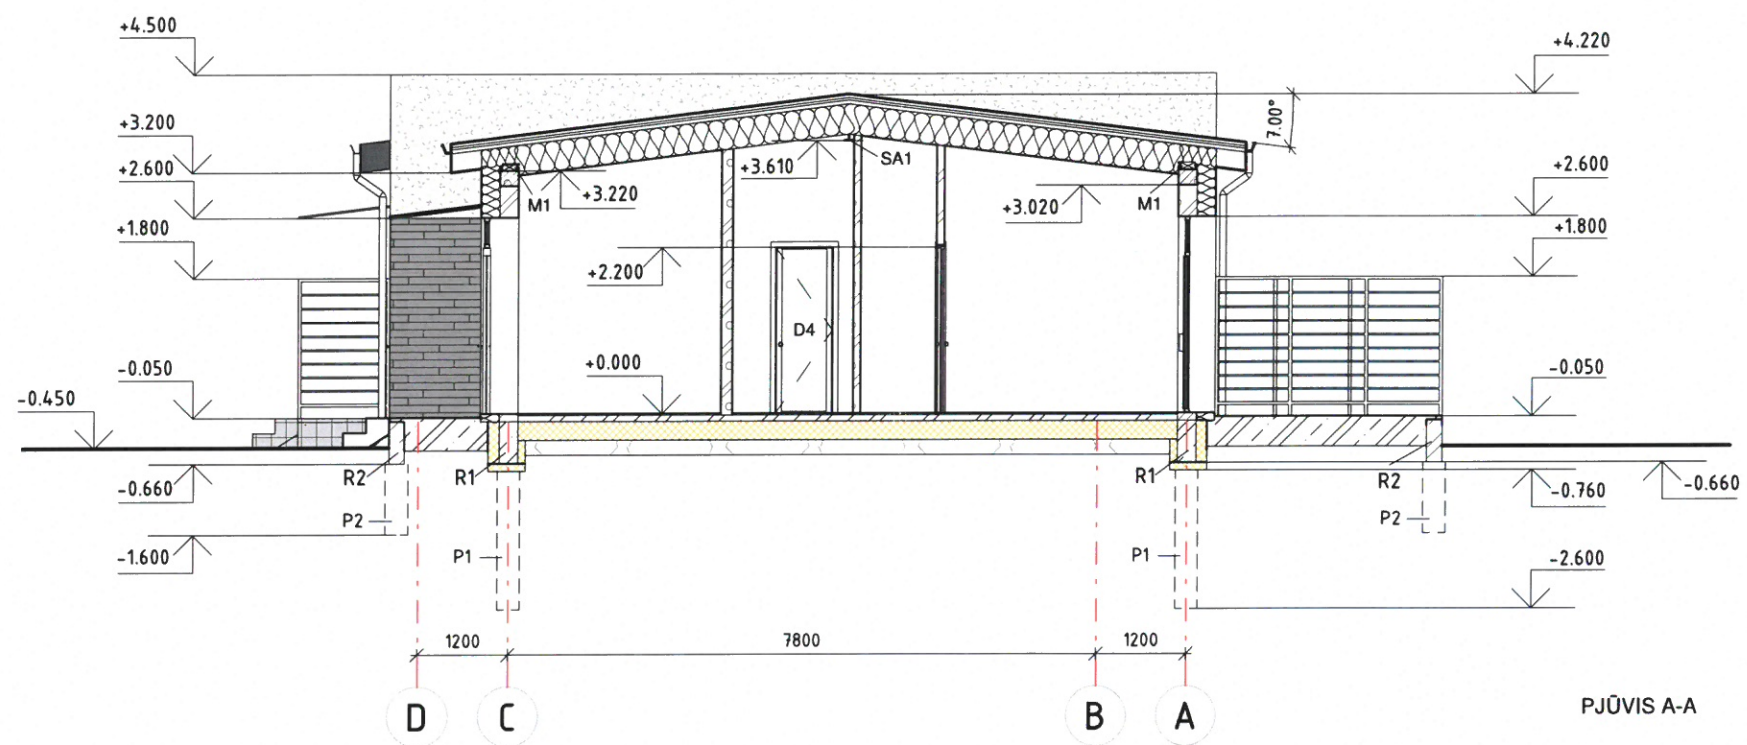 +4.500
+4.220
7.00°
+3.200
+3.610
SA1
+2.600
+3.220
M1
+3.020
M1
+2.600
+1.800
+1.800
+2.200
D4
-0.050
+0.000
-0.050
-0.450
R2
R1
R1
R2
-0.660
-0.760
-0.660
P2
P2
-1.600
P1
P1
-2.600
1200
7800
1200
D
C
B
A
PJŪVIS A-A